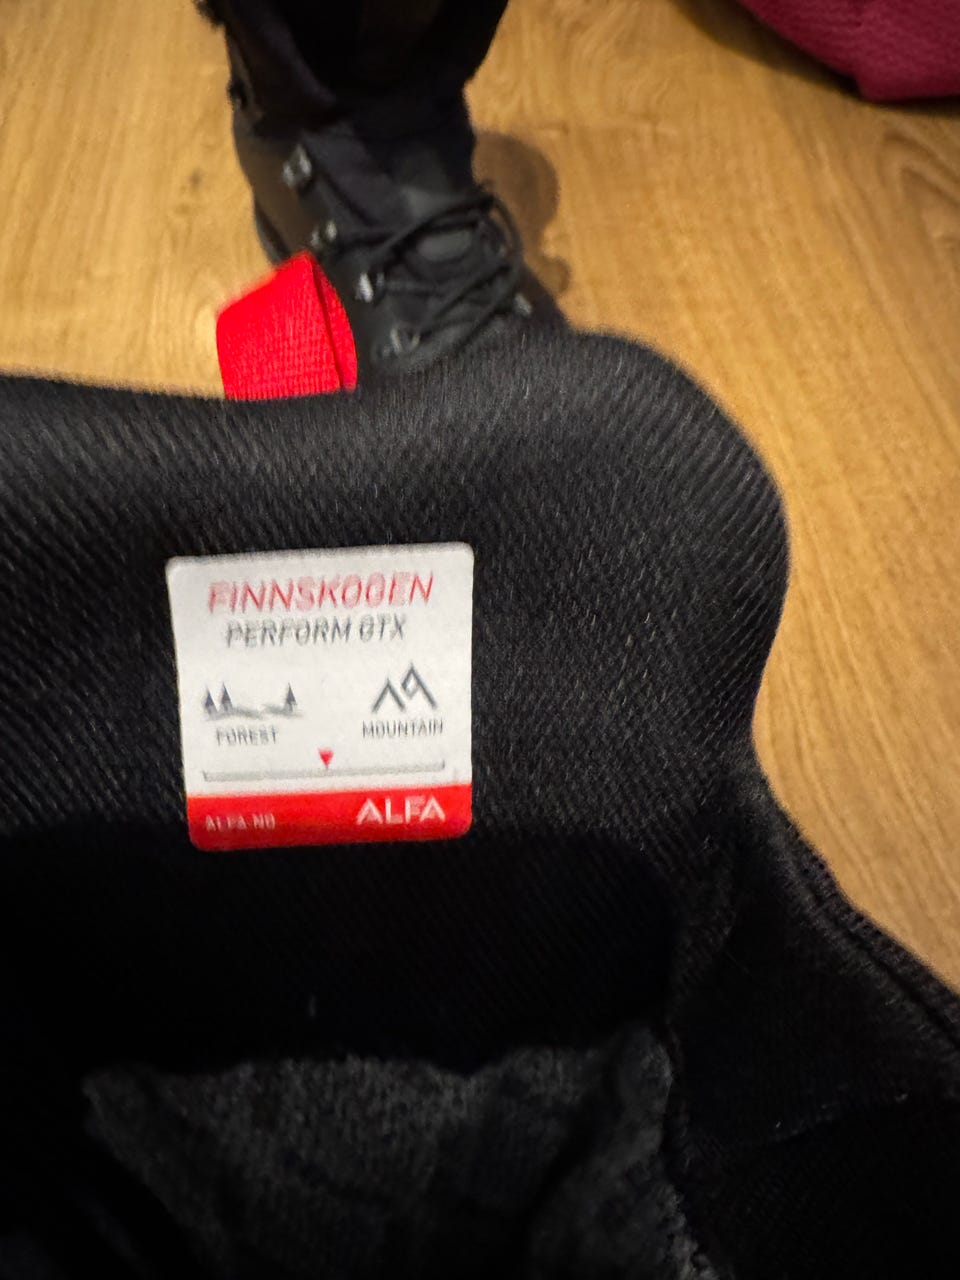 FINNSKOGEN
PERFORM GTX
FOREST
MOUNTAIN
ALFA.NO
ALFA